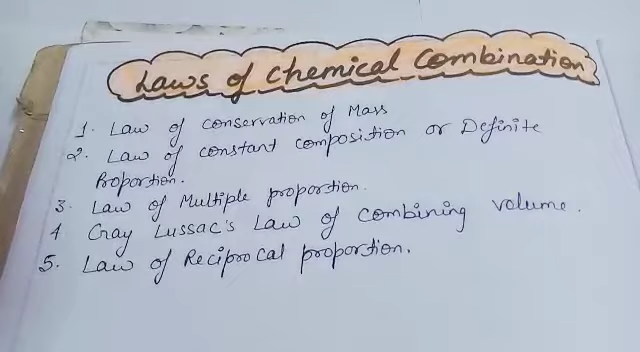 Laws of Chemical Combination
1. Law of conservation of Mass
2. Law of constant composition or Definite
Proportion.
3. Law of Multiple proportion.
4 Gray Lussac's Law of combining volume.
5. Law of Reciprocal proportion.